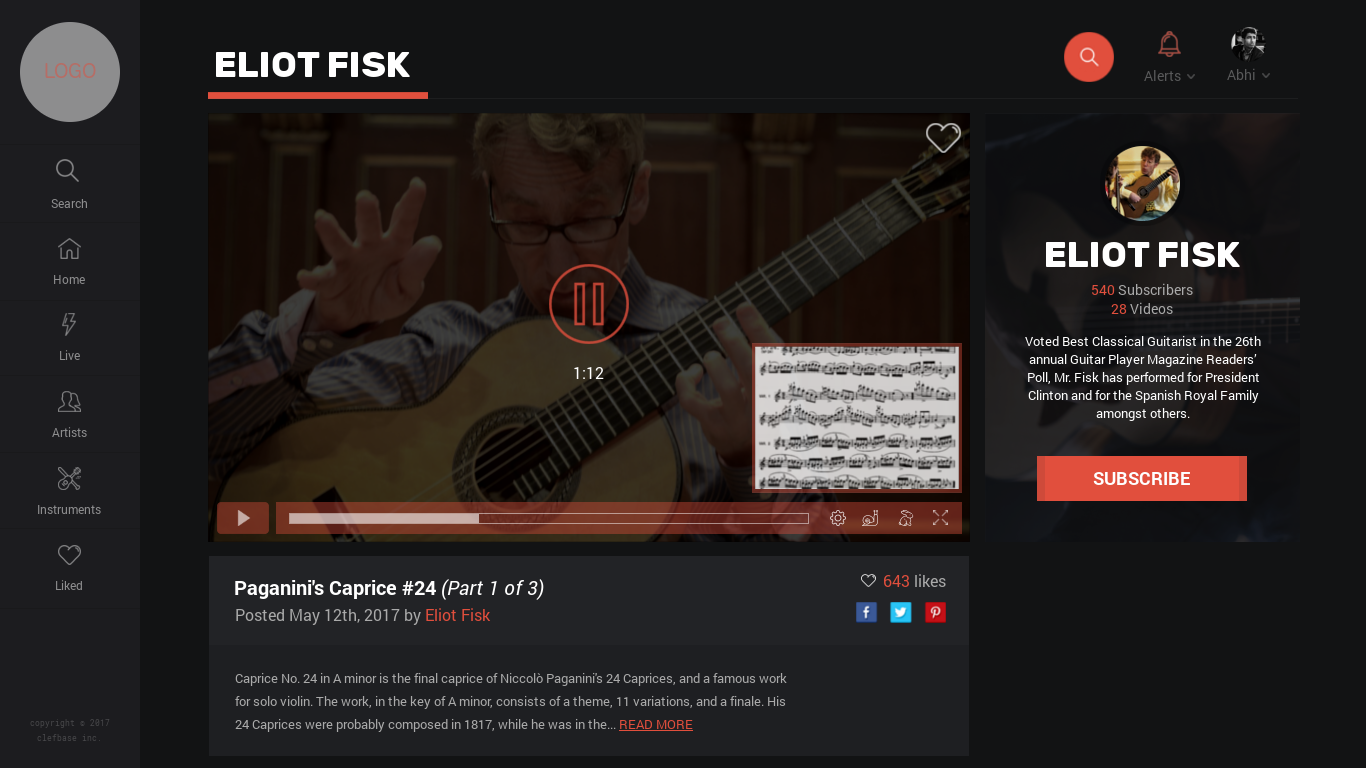 LOGO
Search
Home
Live
Artists
Instruments
Liked
copyright © 2017
clefbase inc.
ELIOT FISK
Alerts
Abhi
1:12
Paganini's Caprice #24 (Part 1 of 3)
Posted May 12th, 2017 by Eliot Fisk
643 likes
Caprice No. 24 in A minor is the final caprice of Niccolò Paganini's 24 Caprices, and a famous work
for solo violin. The work, in the key of A minor, consists of a theme, 11 variations, and a finale. His
24 Caprices were probably composed in 1817, while he was in the... READ MORE
ELIOT FISK
540 Subscribers
28 Videos
Voted Best Classical Guitarist in the 26th
annual Guitar Player Magazine Readers’
Poll, Mr. Fisk has performed for President
Clinton and for the Spanish Royal Family
amongst others.
SUBSCRIBE